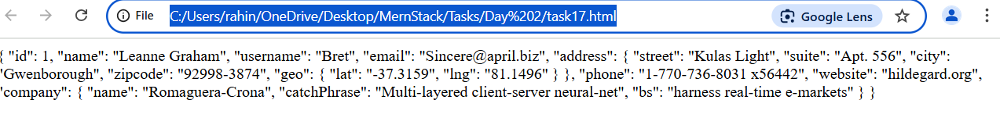 File C:/Users/rahin/OneDrive/Desktop/MernStack/Tasks/Day%202/task17.html Google Lens
{ "id": 1, "name": "Leanne Graham", "username": "Bret", "email": "Sincere@april.biz", "address": { "street": "Kulas Light", "suite": "Apt. 556", "city":
"Gwenborough", "zipcode": "92998-3874", "geo": { "lat": "-37.3159", "lng": "81.1496" } }, "phone": "1-770-736-8031 x56442", "website": "hildegard.org",
"company": { "name": "Romaguera-Crona", "catchPhrase": "Multi-layered client-server neural-net", "bs": "harness real-time e-markets" } }